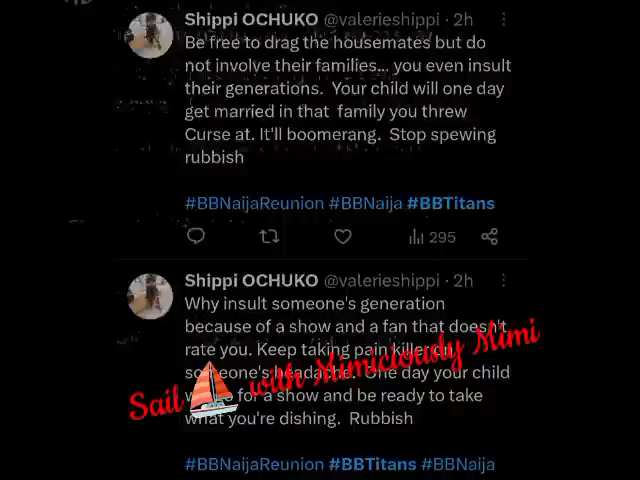 Shippi OCHUKO @valerieshippi · 2h
Be free to drag the housemates but do
not involve their families... you even insult
their generations. Your child will one day
get married in that family you threw
Curse at. It'll boomerang. Stop spewing
rubbish
#BBNaijaReunion #BBNaija #BBTitans
295
Shippi OCHUKO @valerieshippi · 2h
Why insult someone's generation
because of a show and a fan that doesn't
rate you. Keep taking pain killer on
someone's headache. One day your child
for a show and be ready to take
what you're dishing. Rubbish
Sail with Mimiciously Mimi
#BBNaijaReunion #BBTitans #BBNaija